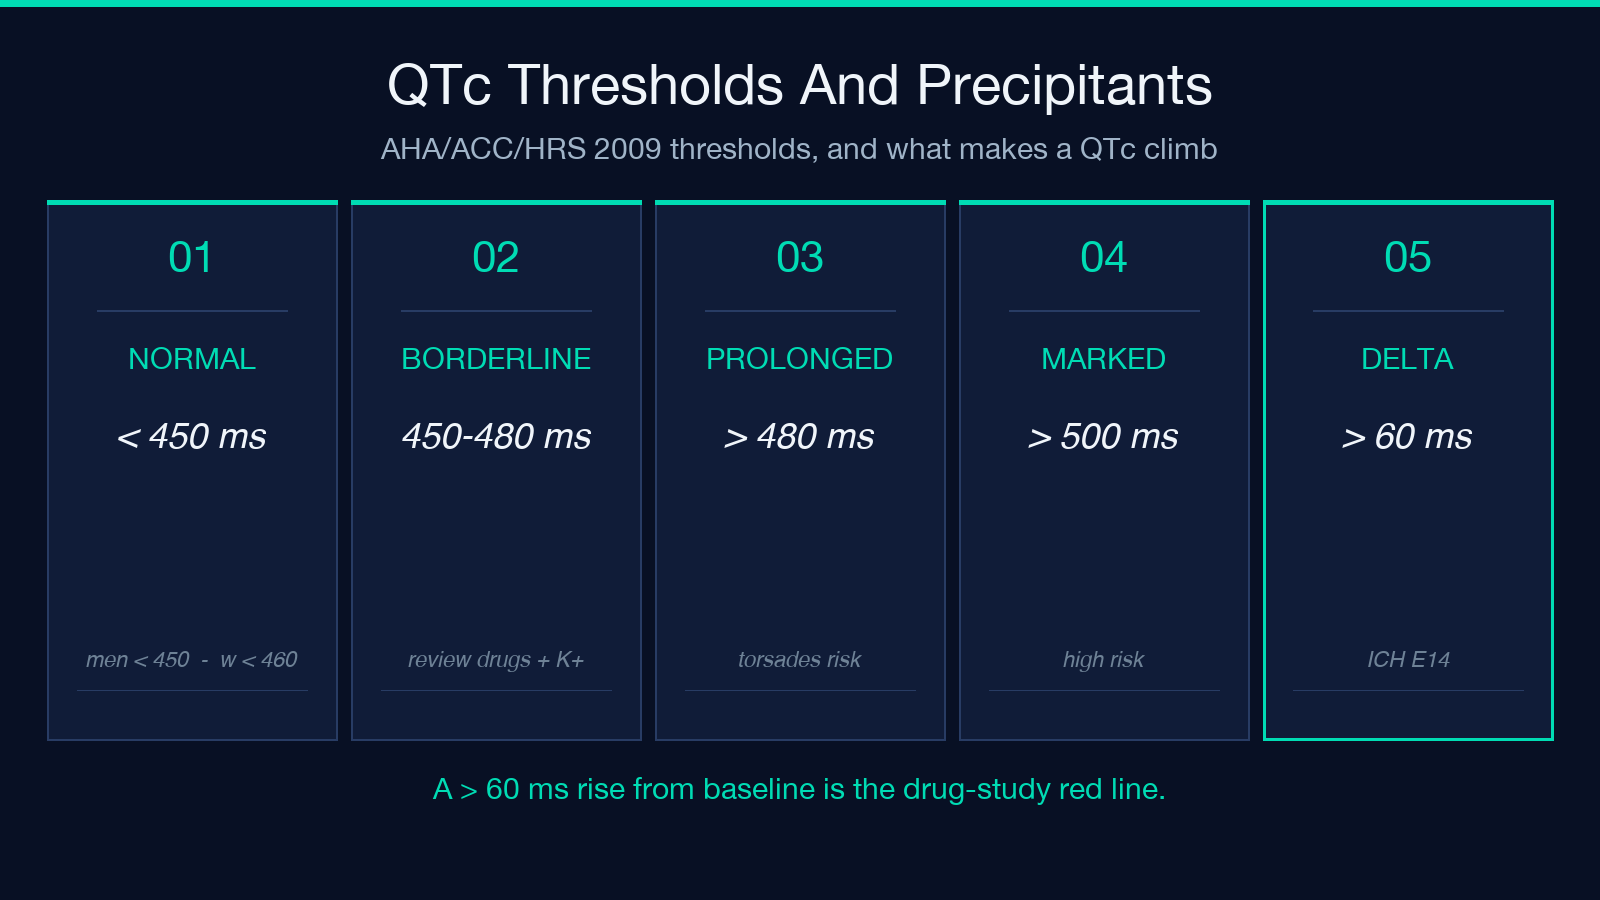 QTc Thresholds And Precipitants
AHA/ACC/HRS 2009 thresholds, and what makes a QTc climb
01
NORMAL
< 450 ms
men < 450 - w < 460
02
BORDERLINE
450-480 ms
review drugs + K+
03
PROLONGED
> 480 ms
torsades risk
04
MARKED
> 500 ms
high risk
05
DELTA
> 60 ms
ICH E14
A > 60 ms rise from baseline is the drug-study red line.